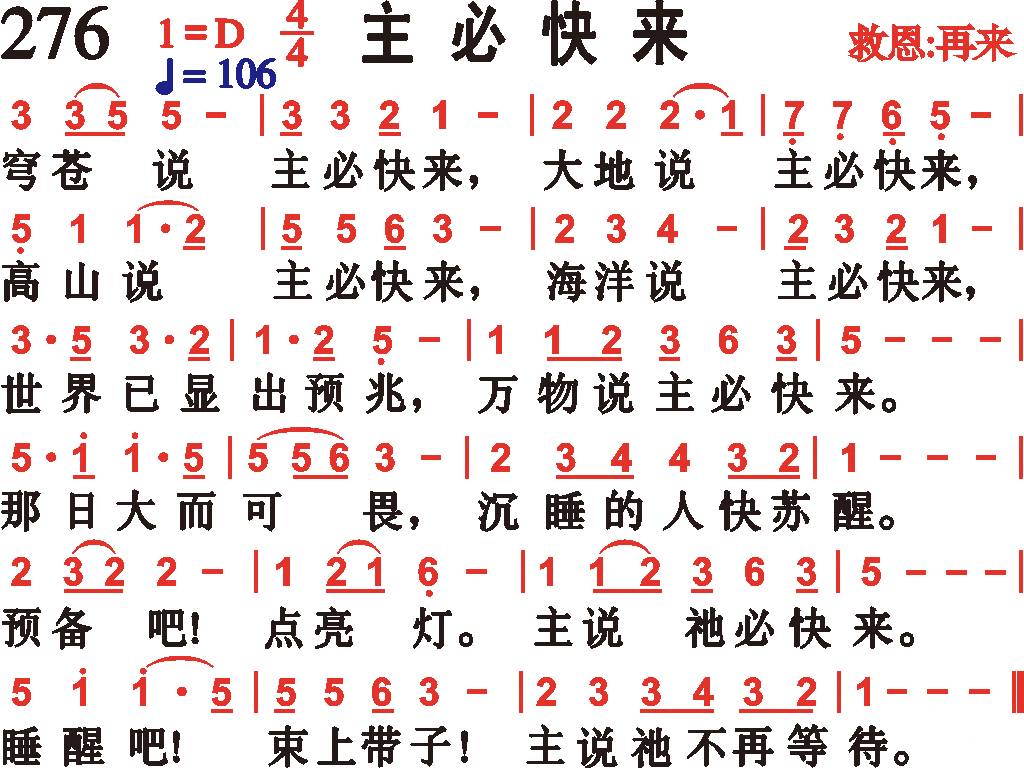 276 1=D 4/4 主必快来 救恩:再来
♩=106
3 3 5 5 - | 3 3 2 1 - | 2 2 2 · 1 | 7 7 6 5 - |
穹苍 说 主必快来, 大地说 主必快来,
5 1 1 · 2 | 5 5 6 3 - | 2 3 4 - | 2 3 2 1 - |
高山说 主必快来, 海洋说 主必快来,
3 · 5 3 · 2 | 1 · 2 5 - | 1 1 2 3 6 3 | 5 - - - |
世界已显出预兆, 万物说主必快来。
5 · 1 1 · 5 | 5 5 6 3 - | 2 3 4 4 3 2 | 1 - - - |
那日大而可 畏, 沉睡的人快苏醒。
2 3 2 2 - | 1 2 1 6 - | 1 1 2 3 6 3 | 5 - - - |
预备 吧! 点亮 灯。 主说 祂必快来。
5 1 1 · 5 | 5 5 6 3 - | 2 3 3 4 3 2 | 1 - - - ‖
睡醒吧! 束上带子! 主说祂不再等待。